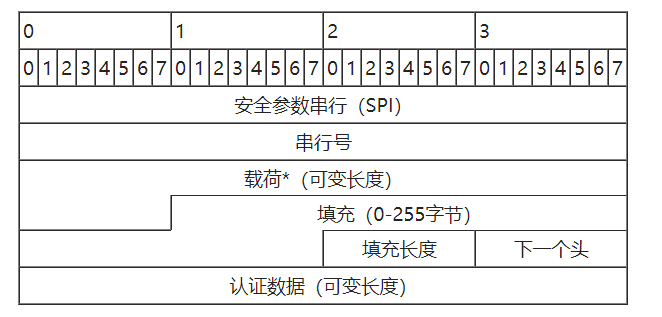 0 1 2 3
0 1 2 3 4 5 6 7 0 1 2 3 4 5 6 7 0 1 2 3 4 5 6 7 0 1 2 3 4 5 6 7
安全参数串行（SPI）
串行号
载荷*（可变长度）
填充（0-255字节）
填充长度 下一个头
认证数据（可变长度）